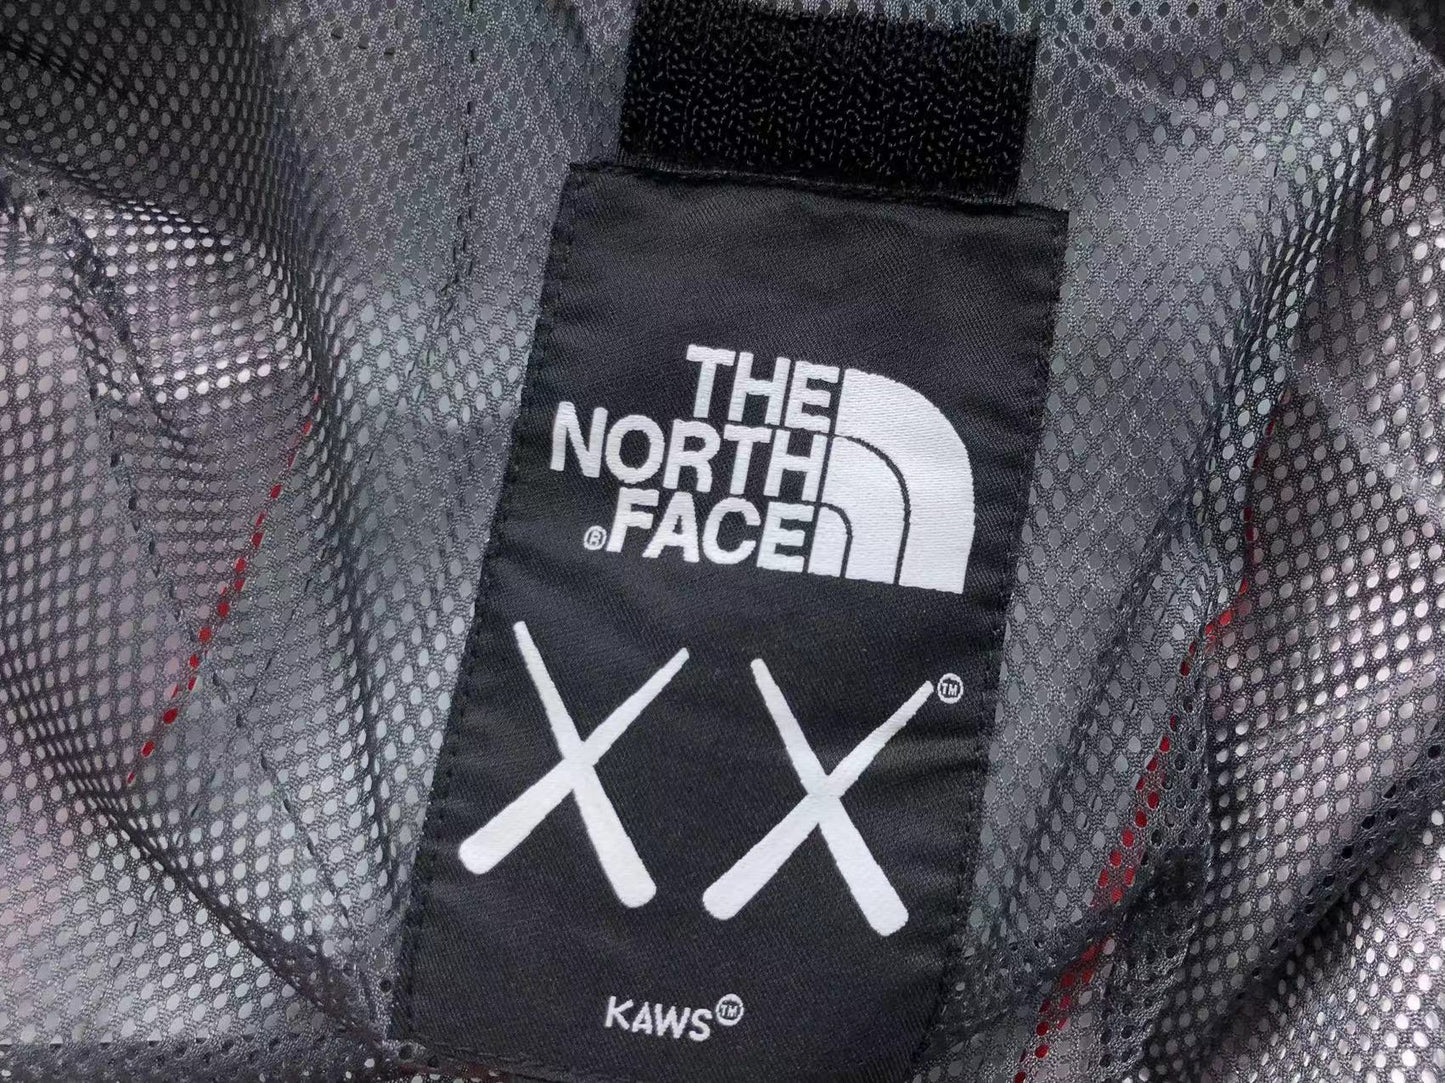 THE
NORTH
®FACE
XX™
KAWS™